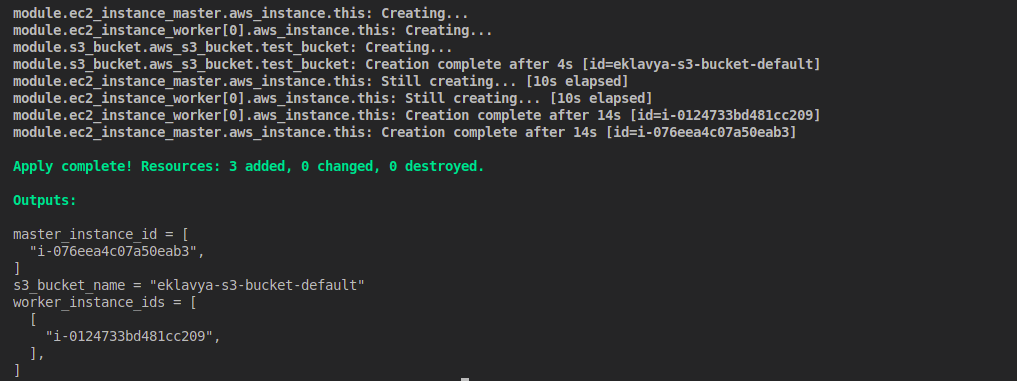 module.ec2_instance_master.aws_instance.this: Creating...
module.ec2_instance_worker[0].aws_instance.this: Creating...
module.s3_bucket.aws_s3_bucket.test_bucket: Creating...
module.s3_bucket.aws_s3_bucket.test_bucket: Creation complete after 4s [id=eklavya-s3-bucket-default]
module.ec2_instance_master.aws_instance.this: Still creating... [10s elapsed]
module.ec2_instance_worker[0].aws_instance.this: Still creating... [10s elapsed]
module.ec2_instance_worker[0].aws_instance.this: Creation complete after 14s [id=i-0124733bd481cc209]
module.ec2_instance_master.aws_instance.this: Creation complete after 14s [id=i-076eea4c07a50eab3]

Apply complete! Resources: 3 added, 0 changed, 0 destroyed.

Outputs:

master_instance_id = [
  "i-076eea4c07a50eab3",
]
s3_bucket_name = "eklavya-s3-bucket-default"
worker_instance_ids = [
  [
    "i-0124733bd481cc209",
  ],
]